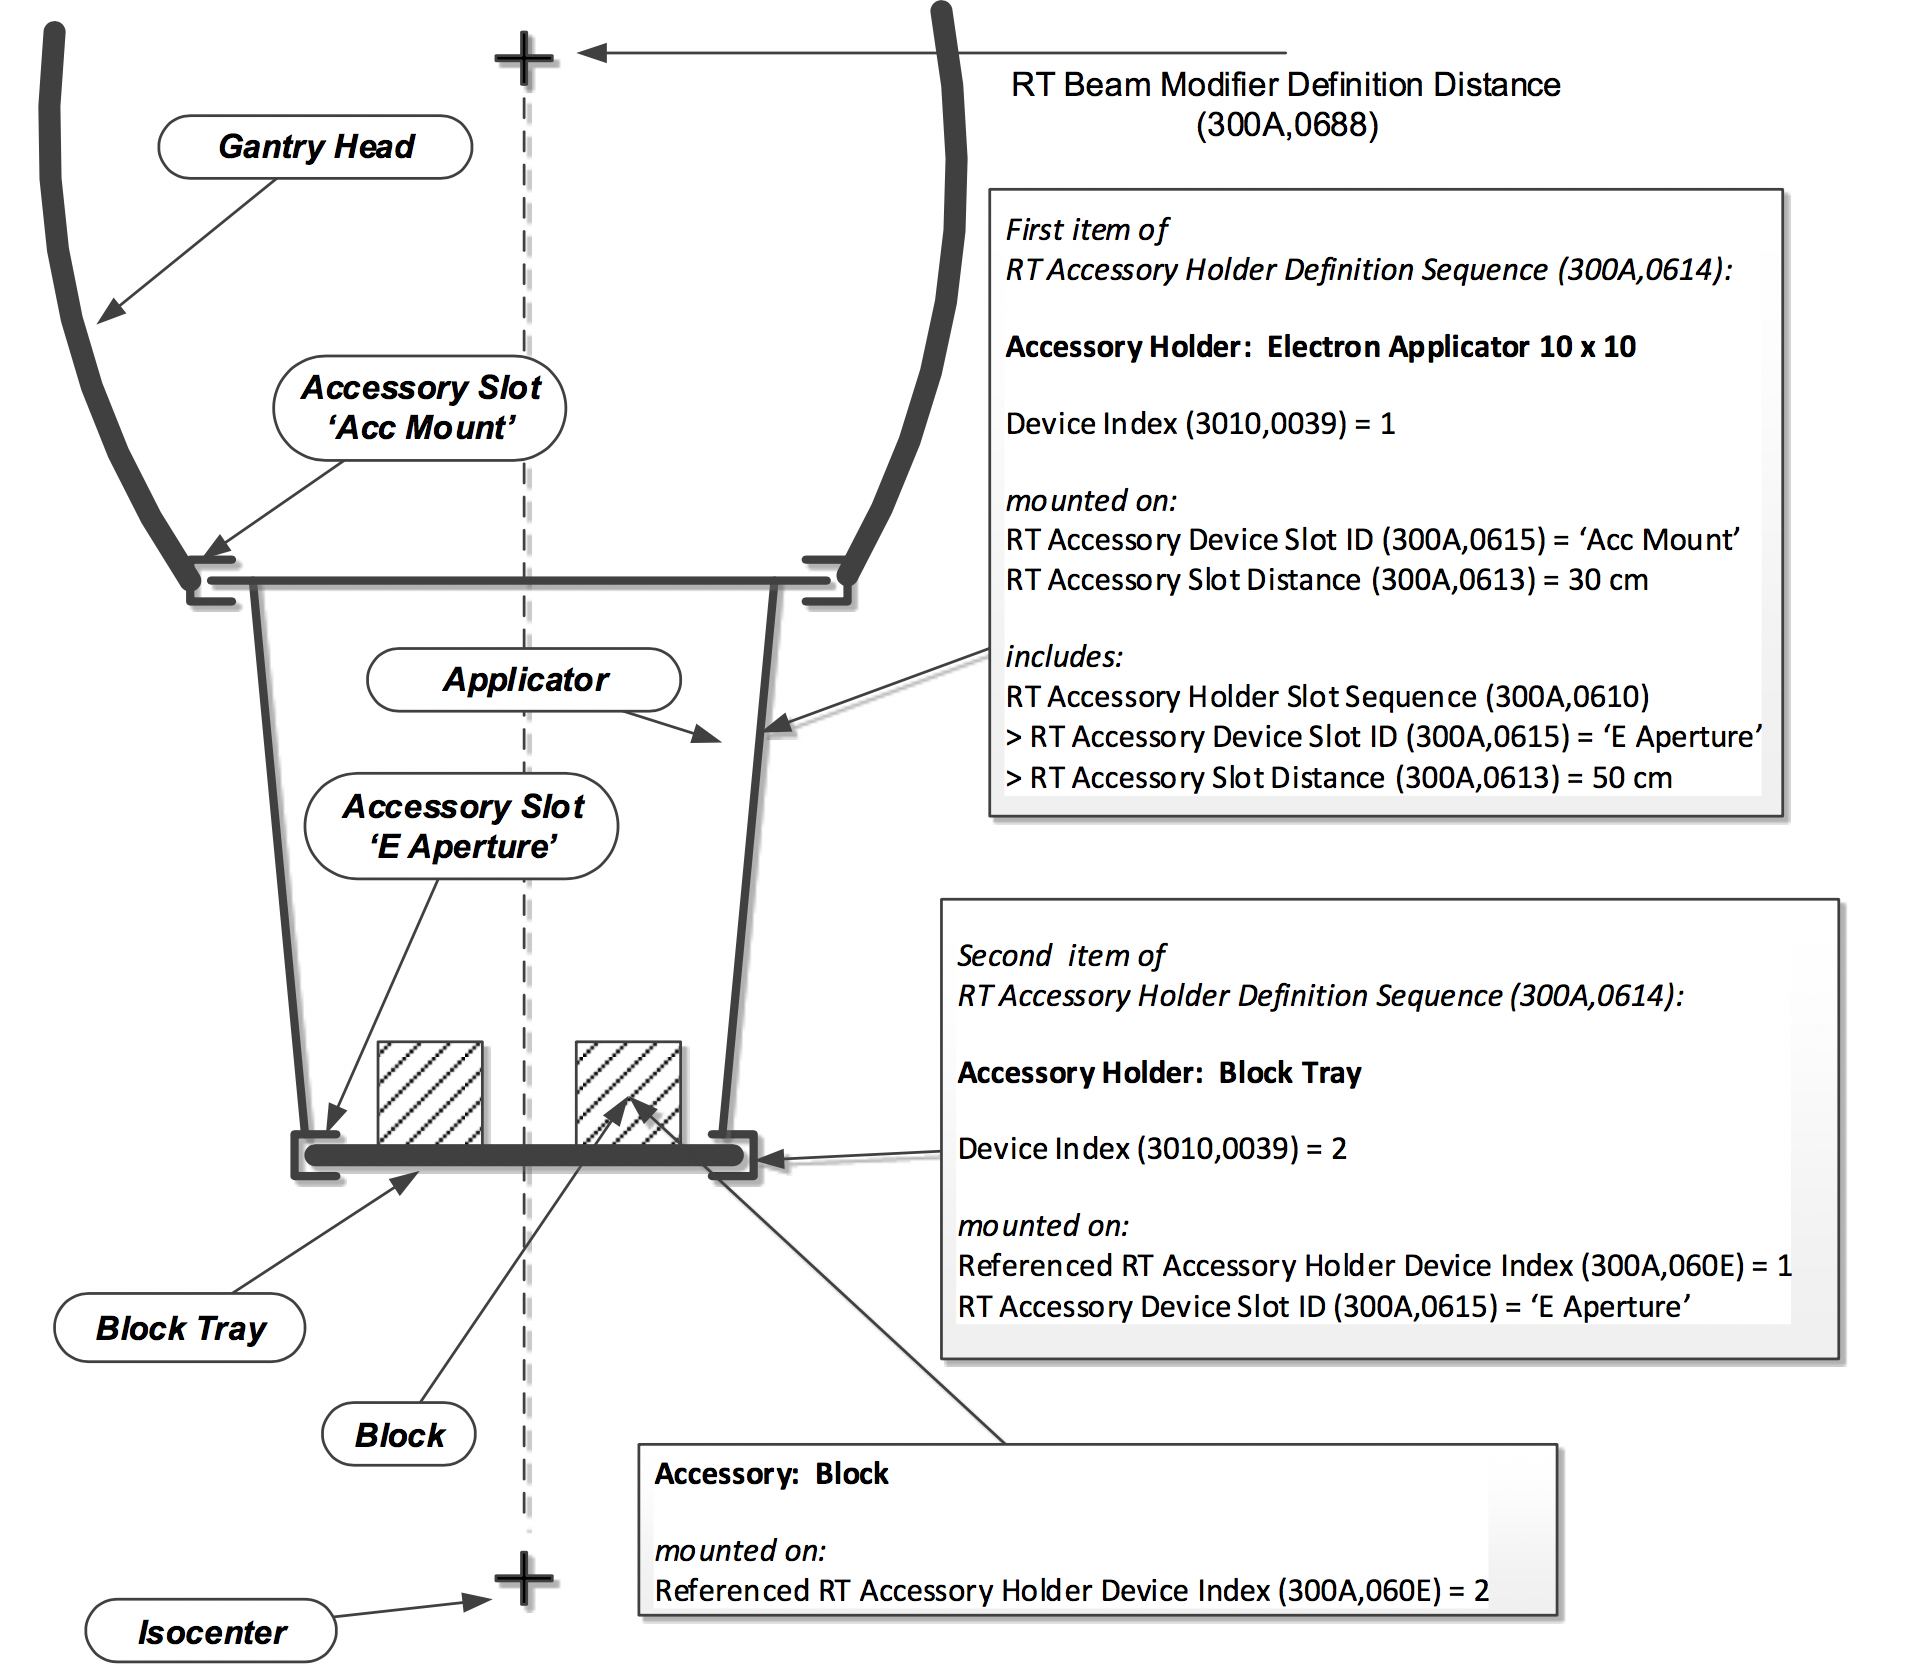 RT Beam Modifier Definition Distance
(300A,0688)
Gantry Head
First item of
RT Accessory Holder Definition Sequence (300A,0614):
Accessory Holder:  Electron Applicator 10 x 10
Device Index (3010,0039) = 1
mounted on:
RT Accessory Device Slot ID (300A,0615) = ‘Acc Mount’
RT Accessory Slot Distance (300A,0613) = 30 cm
includes:
RT Accessory Holder Slot Sequence (300A,0610)
> RT Accessory Device Slot ID (300A,0615) = ‘E Aperture’
> RT Accessory Slot Distance (300A,0613) = 50 cm
Accessory Slot
‘Acc Mount’
Applicator
Accessory Slot
‘E Aperture’
Second  item of
RT Accessory Holder Definition Sequence (300A,0614):
Accessory Holder:  Block Tray
Device Index (3010,0039) = 2
mounted on:
Referenced RT Accessory Holder Device Index (300A,060E) = 1
RT Accessory Device Slot ID (300A,0615) = ‘E Aperture’
Block Tray
Block
Accessory:  Block
mounted on:
Referenced RT Accessory Holder Device Index (300A,060E) = 2
Isocenter